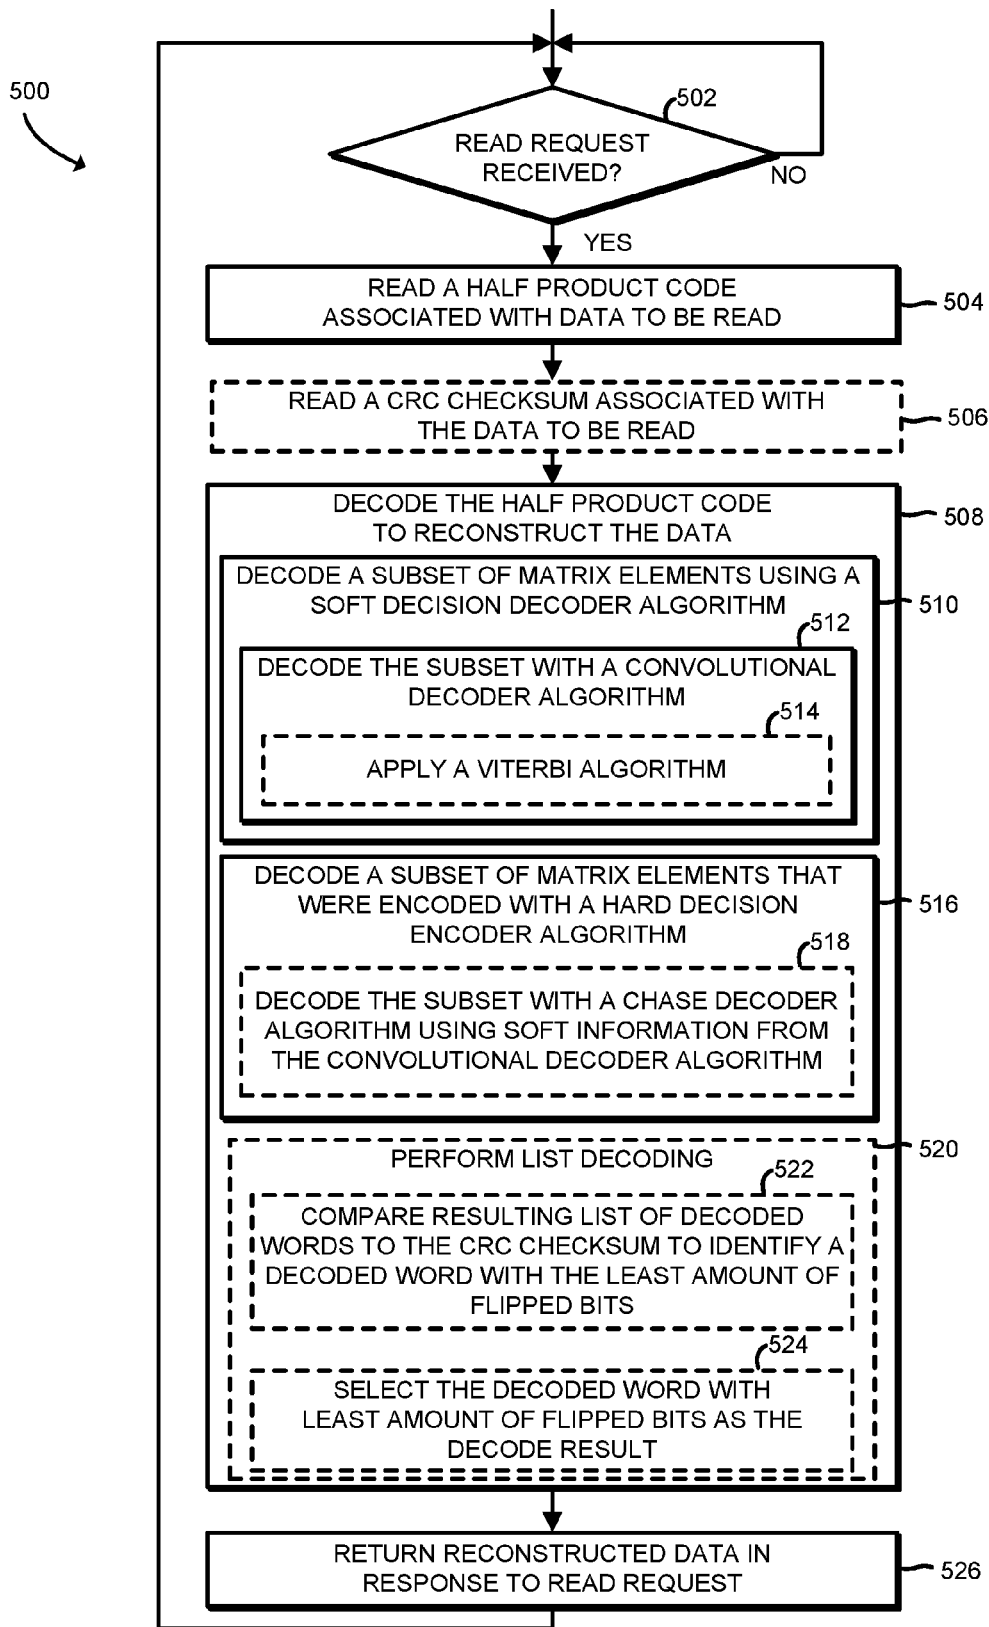 500
502
READ REQUEST
RECEIVED?
NO
YES
READ A HALF PRODUCT CODE
ASSOCIATED WITH DATA TO BE READ
504
READ A CRC CHECKSUM ASSOCIATED WITH
THE DATA TO BE READ
506
DECODE THE HALF PRODUCT CODE
TO RECONSTRUCT THE DATA
508
DECODE A SUBSET OF MATRIX ELEMENTS USING A
SOFT DECISION DECODER ALGORITHM
510
512
DECODE THE SUBSET WITH A CONVOLUTIONAL
DECODER ALGORITHM
514
APPLY A VITERBI ALGORITHM
DECODE A SUBSET OF MATRIX ELEMENTS THAT
WERE ENCODED WITH A HARD DECISION
ENCODER ALGORITHM
516
518
DECODE THE SUBSET WITH A CHASE DECODER
ALGORITHM USING SOFT INFORMATION FROM
THE CONVOLUTIONAL DECODER ALGORITHM
520
PERFORM LIST DECODING
522
COMPARE RESULTING LIST OF DECODED
WORDS TO THE CRC CHECKSUM TO IDENTIFY A
DECODED WORD WITH THE LEAST AMOUNT OF
FLIPPED BITS
524
SELECT THE DECODED WORD WITH
LEAST AMOUNT OF FLIPPED BITS AS THE
DECODE RESULT
RETURN RECONSTRUCTED DATA IN
RESPONSE TO READ REQUEST
526